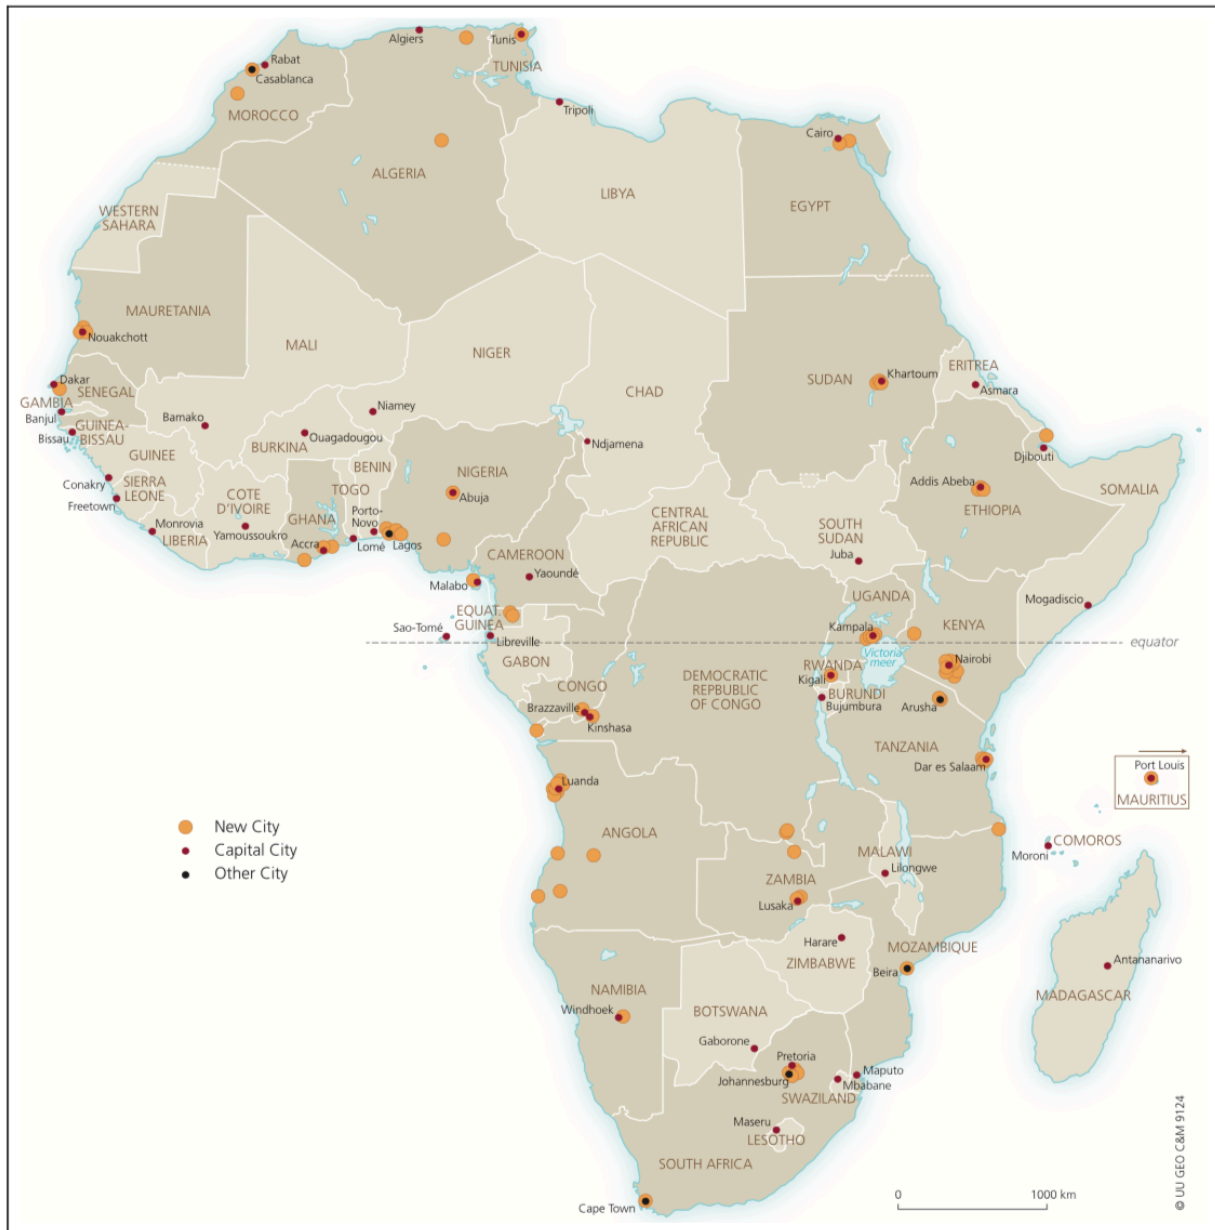 Algiers
Tunis
TUNISIA
Rabat
Casablanca
MOROCCO
Tripoli
Cairo
ALGERIA
LIBYA
EGYPT
WESTERN
SAHARA
MAURETANIA
Nouakchott
MALI
NIGER
CHAD
SUDAN
Khartoum
ERITREA
Asmara
Dakar
SENEGAL
GAMBIA
Banjul
Bissau
GUINEA-
BISSAU
Bamako
Niamey
Ouagadougou
BURKINA
Ndjamena
Djibouti
GUINEE
BENIN
NIGERIA
Abuja
Addis Abeba
ETHIOPIA
SOMALIA
Conakry
SIERRA
LEONE
Freetown
COTE
D'IVOIRE
Yamoussoukro
TOGO
GHANA
Porto-
Novo
Monrovia
LIBERIA
Accra
Lomé
Lagos
CENTRAL
AFRICAN
REPUBLIC
SOUTH
SUDAN
Juba
CAMEROON
Yaoundé
Malabo
EQUAT.
GUINEA
UGANDA
KENYA
Mogadiscio
Kampala
Sao-Tomé
Libreville
equator
GABON
Victoria
meer
Nairobi
RWANDA
Kigali
BURUNDI
Bujumbura
DEMOCRATIC
REPUBLIC
OF CONGO
CONGO
Brazzaville
Kinshasa
Arusha
TANZANIA
Dar es Salaam
Port Louis
MAURITIUS
Luanda
ANGOLA
New City
Capital City
Other City
MALAWI
Lilongwe
COMOROS
Moroni
ZAMBIA
Lusaka
Harare
ZIMBABWE
MOZAMBIQUE
Beira
Antananarivo
MADAGASCAR
NAMIBIA
Windhoek
BOTSWANA
Gaborone
Pretoria
Johannesburg
Maputo
Mbabane
SWAZILAND
Maseru
LESOTHO
SOUTH AFRICA
Cape Town
0 1000 km
© UU GEO C&M 9124